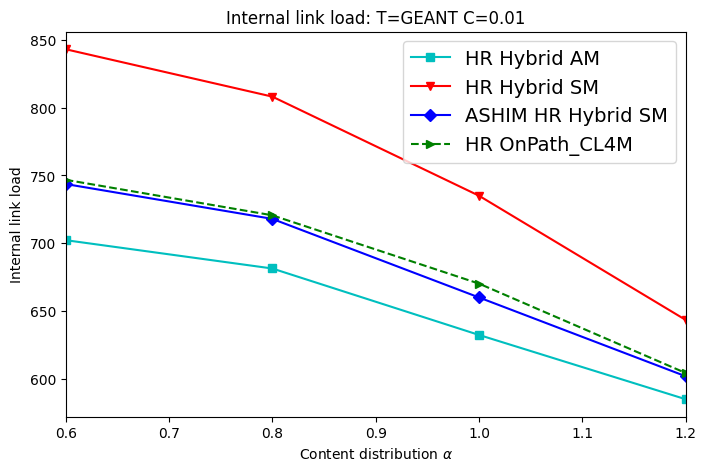 Internal link load: T=GEANT C=0.01
HR Hybrid AM
HR Hybrid SM
ASHIM HR Hybrid SM
HR OnPath_CL4M
Internal link load
850
800
750
700
650
600
0.6 0.7 0.8 0.9 1.0 1.1 1.2
Content distribution α